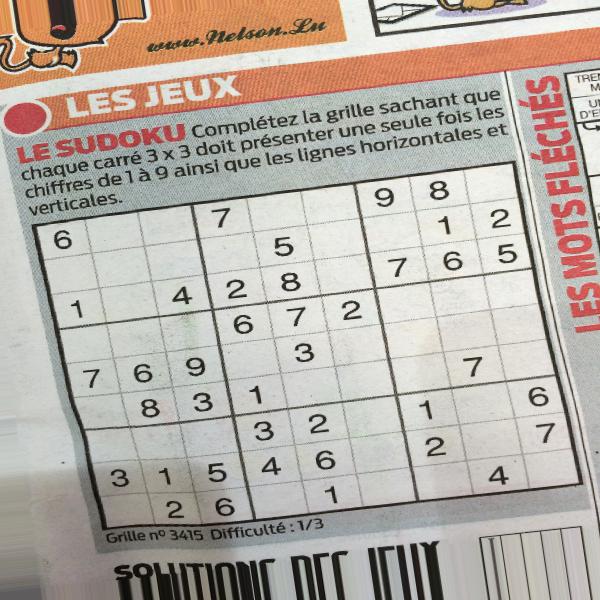 www.Nelson.Lu
LES JEUX
LE SUDOKU Complétez la grille sachant que
chaque carré 3 x 3 doit présenter une seule fois les
chiffres de 1 à 9 ainsi que les lignes horizontales et
verticales.
6 7 9 8
5 1 2
1 4 2 8 7 6 5
6 7 2
7 6 9 3
8 3 1 7
3 2 1 6
3 1 5 4 6 2 7
2 6 1 4
Grille nº 3415 Difficulté : 1/3
SOLUTIONS DES JEUX
LES MOTS FLÉCHÉS